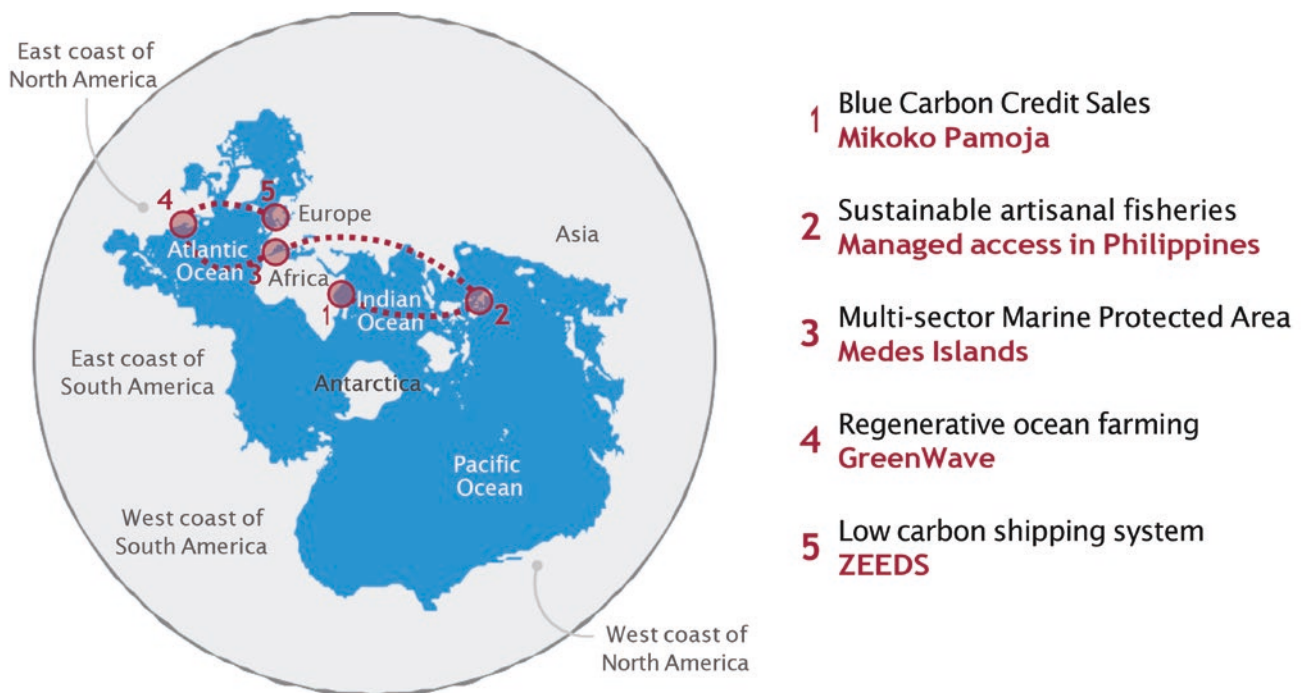 East coast of
North America
4
5
Europe
Asia
Atlantic
Ocean
3
Africa
1
Indian
Ocean
2
East coast of
South America
Antarctica
Pacific
Ocean
West coast of
South America
West coast of
North America
1 Blue Carbon Credit Sales
Mikoko Pamoja
2 Sustainable artisanal fisheries
Managed access in Philippines
3 Multi-sector Marine Protected Area
Medes Islands
4 Regenerative ocean farming
GreenWave
5 Low carbon shipping system
ZEEDS